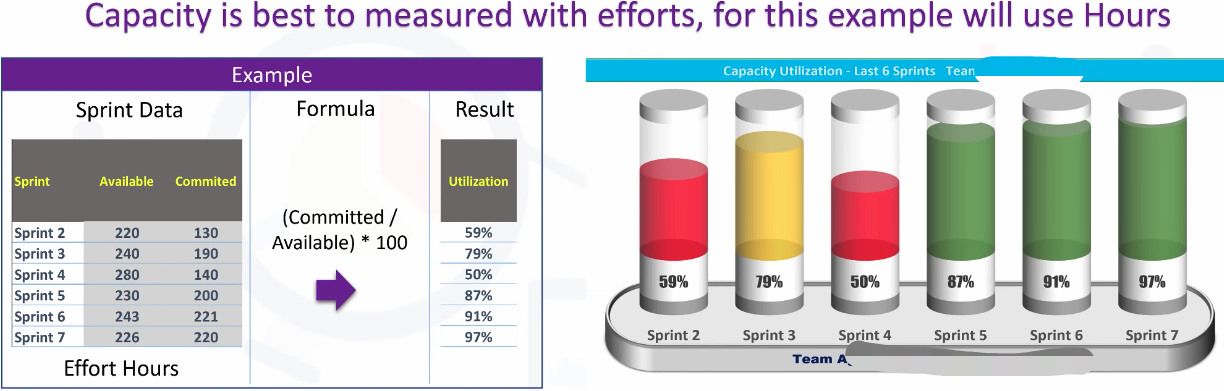 Capacity is best to measured with efforts, for this example will use Hours
Example
Sprint Data Formula Result
Sprint Available Commited Utilization
Sprint 2 220 130 59%
Sprint 3 240 190 79%
Sprint 4 280 140 50%
Sprint 5 230 200 87%
Sprint 6 243 221 91%
Sprint 7 226 220 97%
(Committed /
Available) * 100
Effort Hours
Capacity Utilization - Last 6 Sprints Team
59% 79% 50% 87% 91% 97%
Sprint 2 Sprint 3 Sprint 4 Sprint 5 Sprint 6 Sprint 7
Team